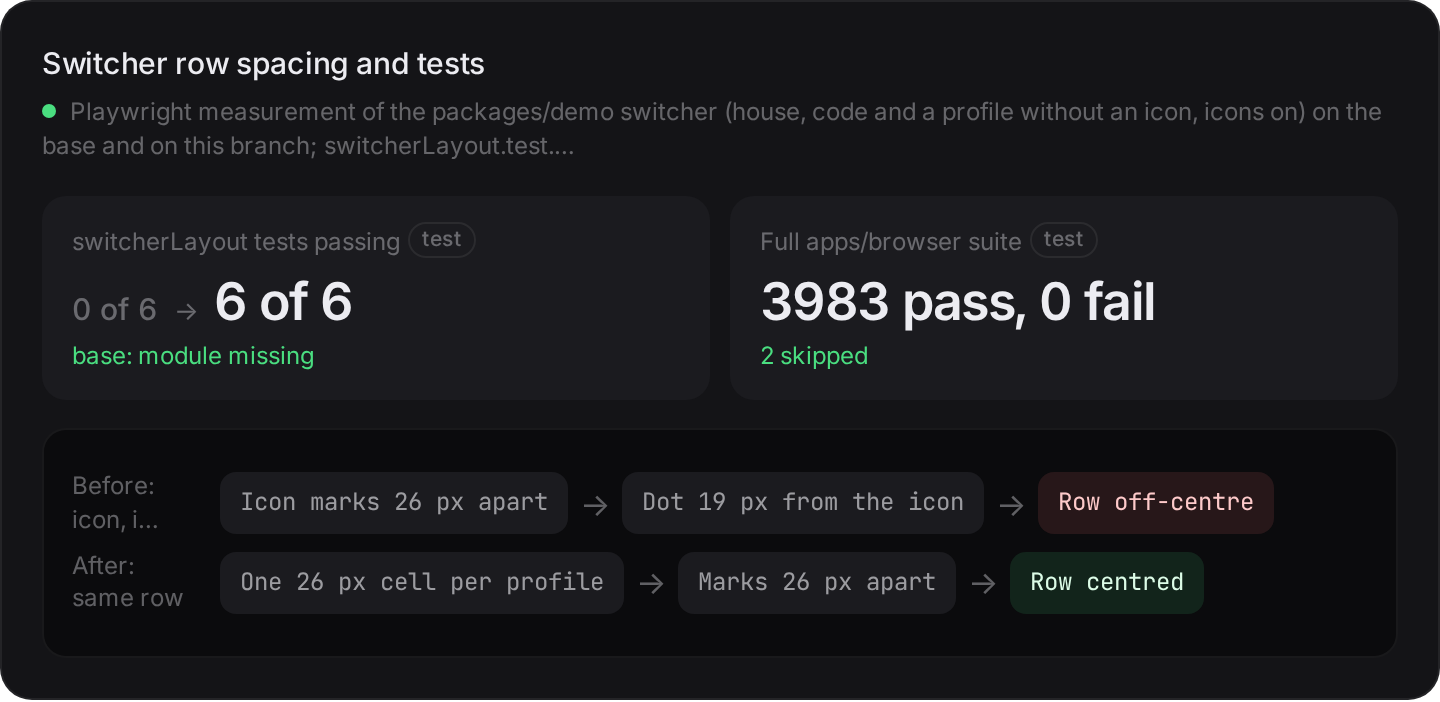 Switcher row spacing and tests
Playwright measurement of the packages/demo switcher (house, code and a profile without an icon, icons on) on the
base and on this branch; switcherLayout.test.…
switcherLayout tests passing test
0 of 6 → 6 of 6
base: module missing
Full apps/browser suite test
3983 pass, 0 fail
2 skipped
Before:
icon, i…
Icon marks 26 px apart → Dot 19 px from the icon → Row off-centre
After:
same row
One 26 px cell per profile → Marks 26 px apart → Row centred